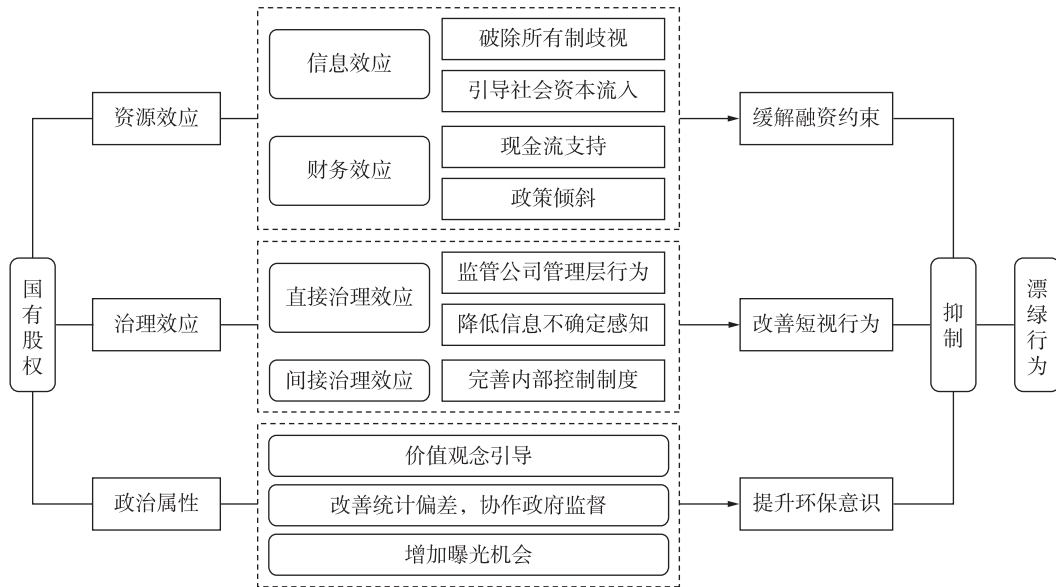 国有股权
资源效应
信息效应
破除所有制歧视
引导社会资本流入
财务效应
现金流支持
政策倾斜
缓解融资约束
治理效应
直接治理效应
监管公司管理层行为
降低信息不确定感知
间接治理效应
完善内部控制制度
改善短视行为
政治属性
价值观念引导
改善统计偏差，协作政府监督
增加曝光机会
提升环保意识
抑制
漂绿行为